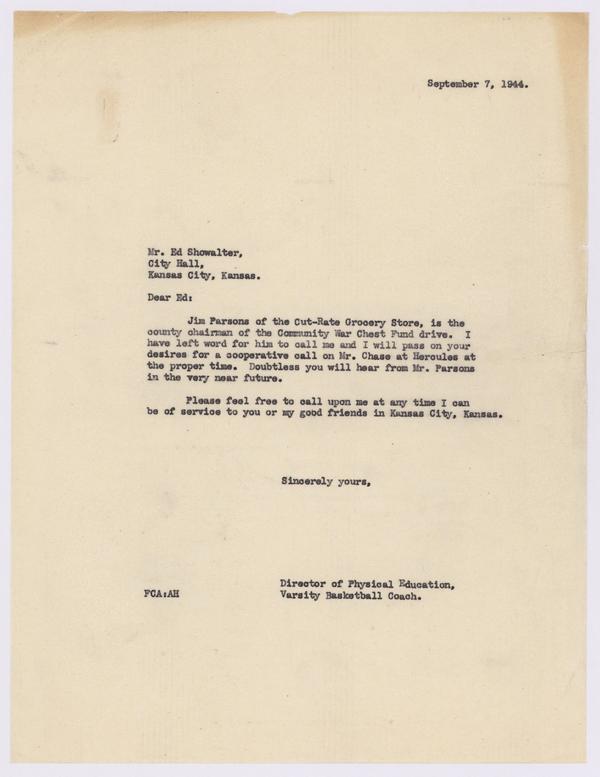 September 7, 1944.
Mr. Ed Showalter,
City Hall,
Kansas City, Kansas.
Dear Ed:
Jim Parsons of the Cut-Rate Grocery Store, is the
county chairman of the Community War Chest Fund drive. I
have left word for him to call me and I will pass on your
desires for a cooperative call on Mr. Chase at Hercules at
the proper time. Doubtless you will hear from Mr. Parsons
in the very near future.
Please feel free to call upon me at any time I can
be of service to you or my good friends in Kansas City, Kansas.
Sincerely yours,
Director of Physical Education,
FCA:AH Varsity Basketball Coach.